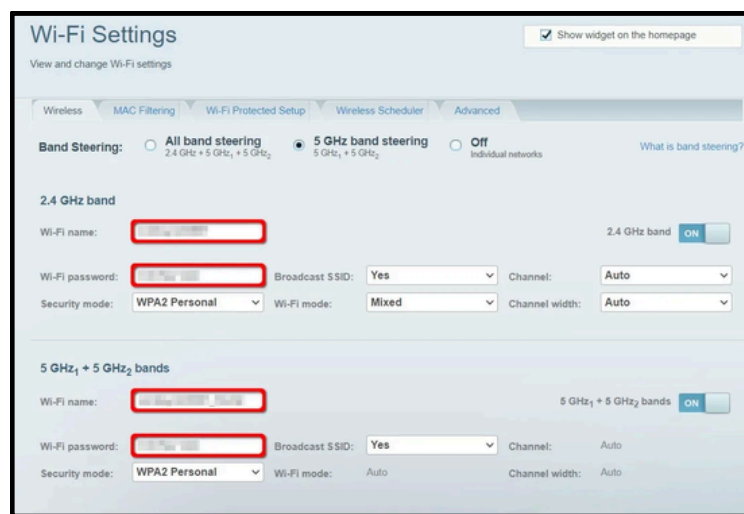 Wi-Fi Settings
Show widget on the homepage
View and change Wi-Fi settings
Wireless MAC Filtering Wi-Fi Protected Setup Wireless Scheduler Advanced
Band Steering: All band steering 5 GHz band steering Off What is band steering?
2.4 GHz + 5 GHz₁ + 5 GHz₂ 5 GHz₁ + 5 GHz₂ Individual networks
2.4 GHz band
Wi-Fi name: 2.4 GHz band ON
Wi-Fi password: Broadcast SSID: Yes Channel: Auto
Security mode: WPA2 Personal Wi-Fi mode: Mixed Channel width: Auto
5 GHz₁ + 5 GHz₂ bands
Wi-Fi name: 5 GHz₁ + 5 GHz₂ bands ON
Wi-Fi password: Broadcast SSID: Yes Channel: Auto
Security mode: WPA2 Personal Wi-Fi mode: Auto Channel width: Auto